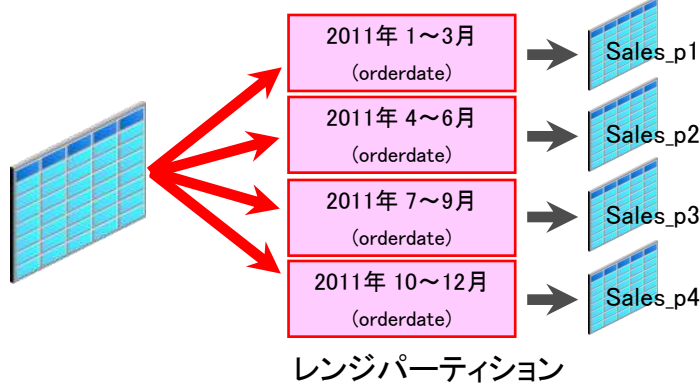 2011年 1～3月
(orderdate)
Sales_p1
2011年 4～6月
(orderdate)
Sales_p2
2011年 7～9月
(orderdate)
Sales_p3
2011年 10～12月
(orderdate)
Sales_p4
レンジパーティション